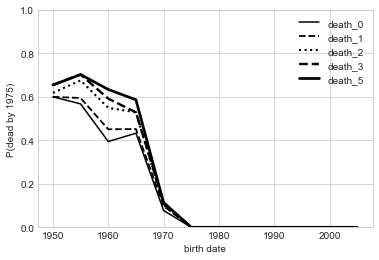 1.0
0.8
0.6
0.4
0.2
0.0
P(dead by 1975)
death_0
death_1
death_2
death_3
death_5
1950 1960 1970 1980 1990 2000
birth date